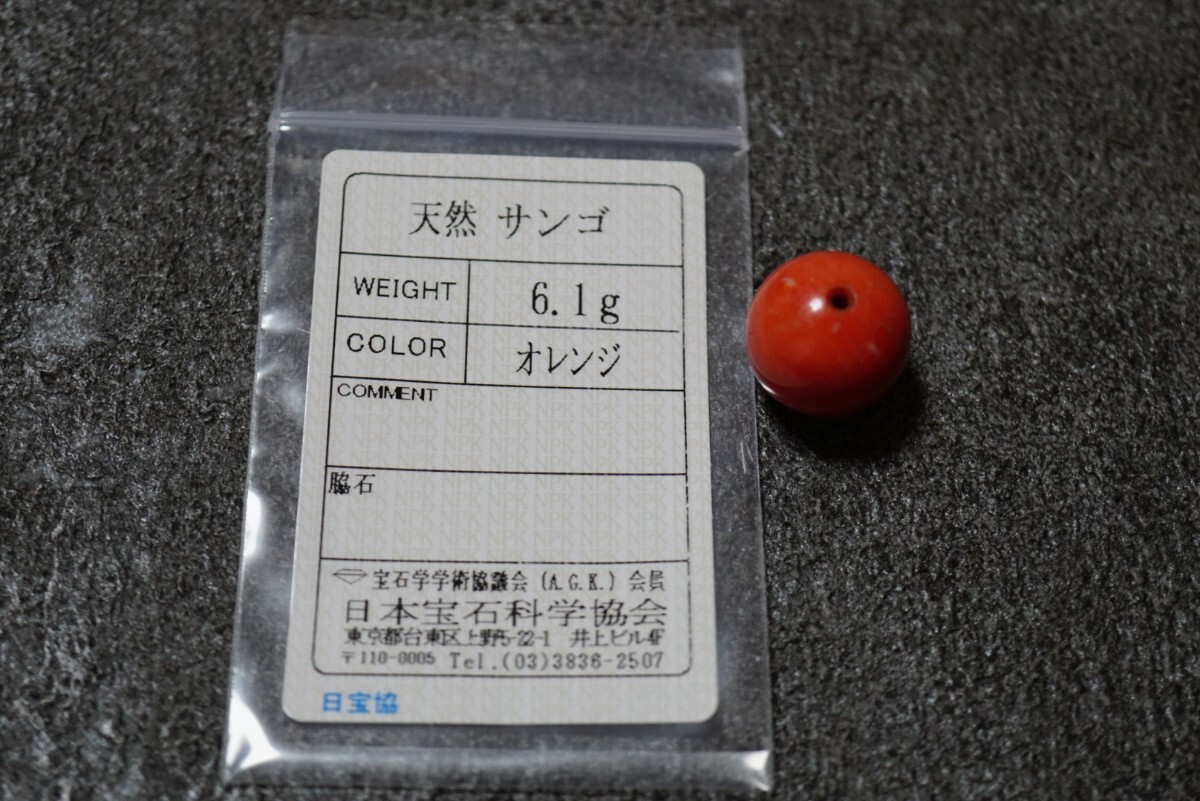 天然 サンゴ
WEIGHT 6.1g
COLOR オレンジ
COMMENT
脇石
宝石学学術協議会 (A.G.K.) 会員
日本宝石科学協会
東京都台東区上野5-22-1 井上ビル4F
〒110-0005 Tel.(03)3836-2507
日宝協